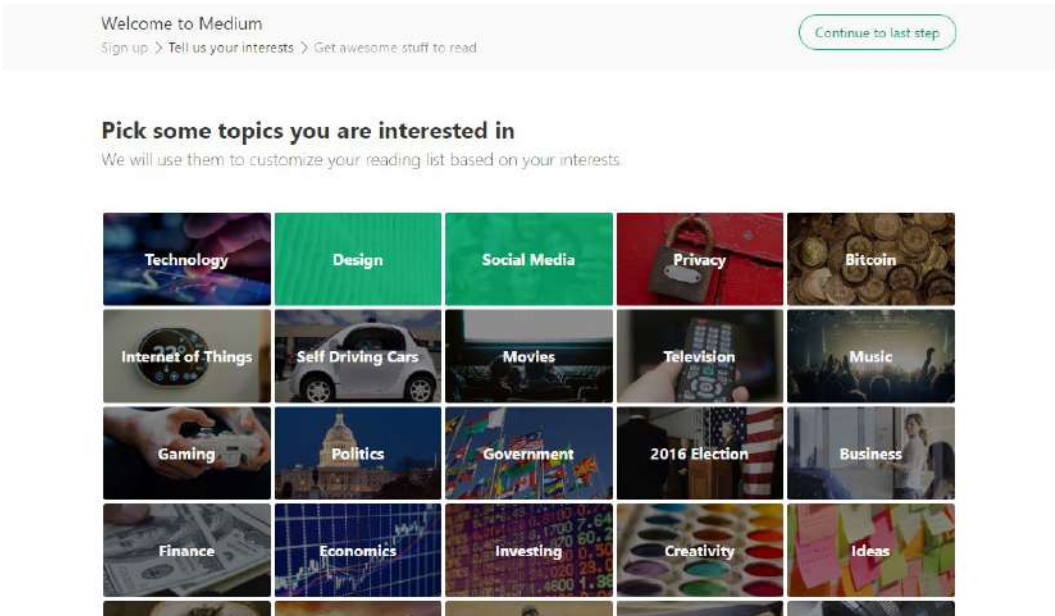 Welcome to Medium
Continue to last step
Sign up > Tell us your interests > Get awesome stuff to read
Pick some topics you are interested in
We will use them to customize your reading list based on your interests.
Technology
Design
Social Media
Privacy
Bitcoin
Internet of Things
Self Driving Cars
Movies
Television
Music
Gaming
Politics
Government
2016 Election
Business
Finance
Economics
Investing
Creativity
Ideas